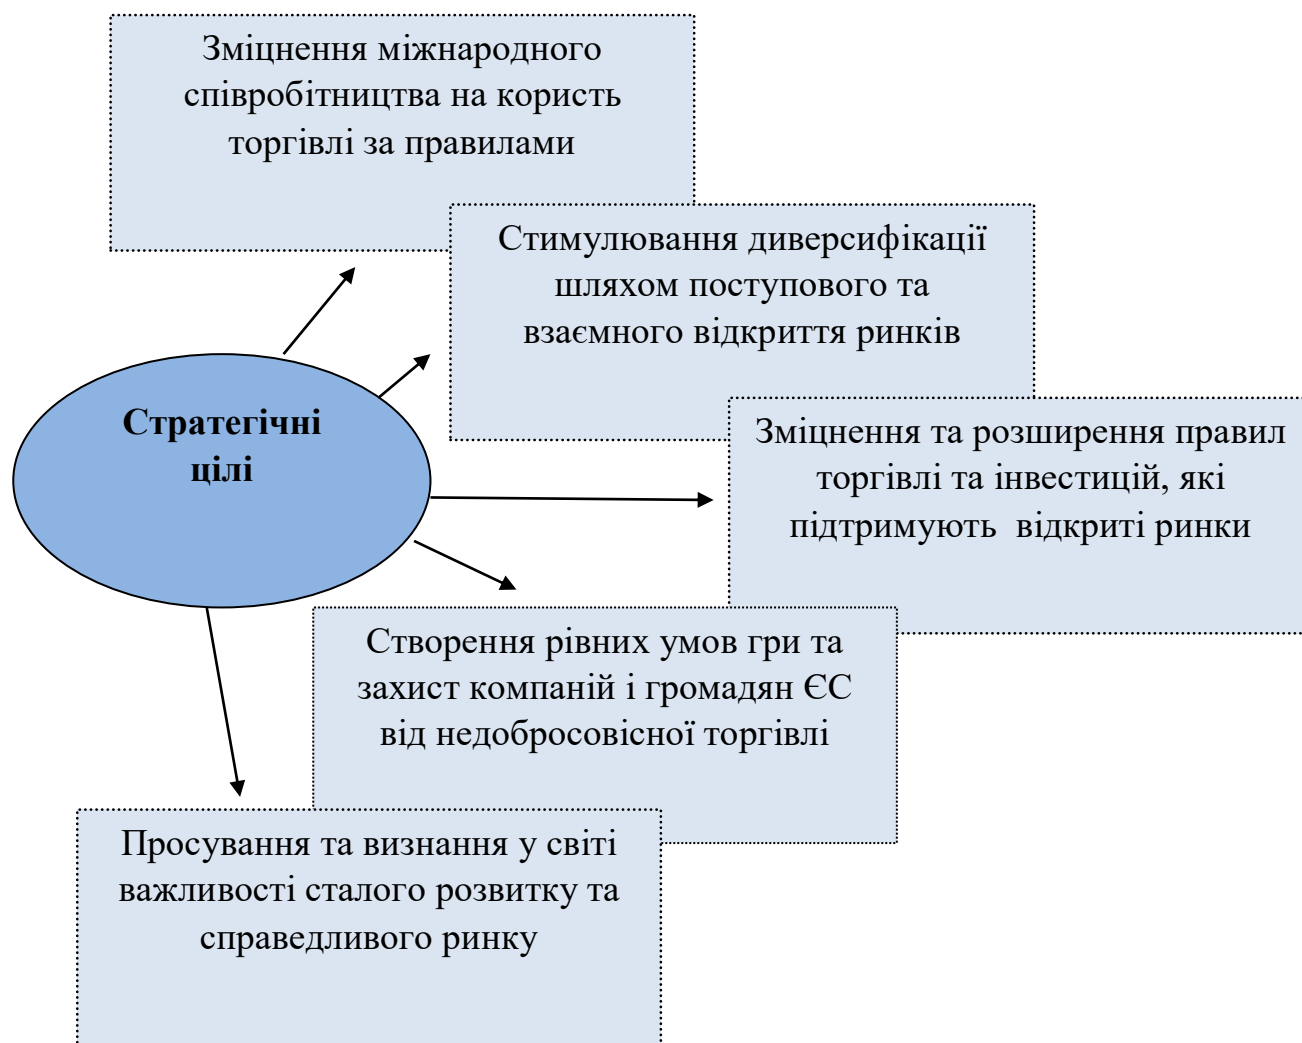 Зміцнення міжнародного
співробітництва на користь
торгівлі за правилами
Стимулювання диверсифікації
шляхом поступового та
взаємного відкриття ринків
Стратегічні
цілі
Зміцнення та розширення правил
торгівлі та інвестицій, які
підтримують відкриті ринки
Створення рівних умов гри та
захист компаній і громадян ЄС
від недобросовісної торгівлі
Просування та визнання у світі
важливості сталого розвитку та
справедливого ринку